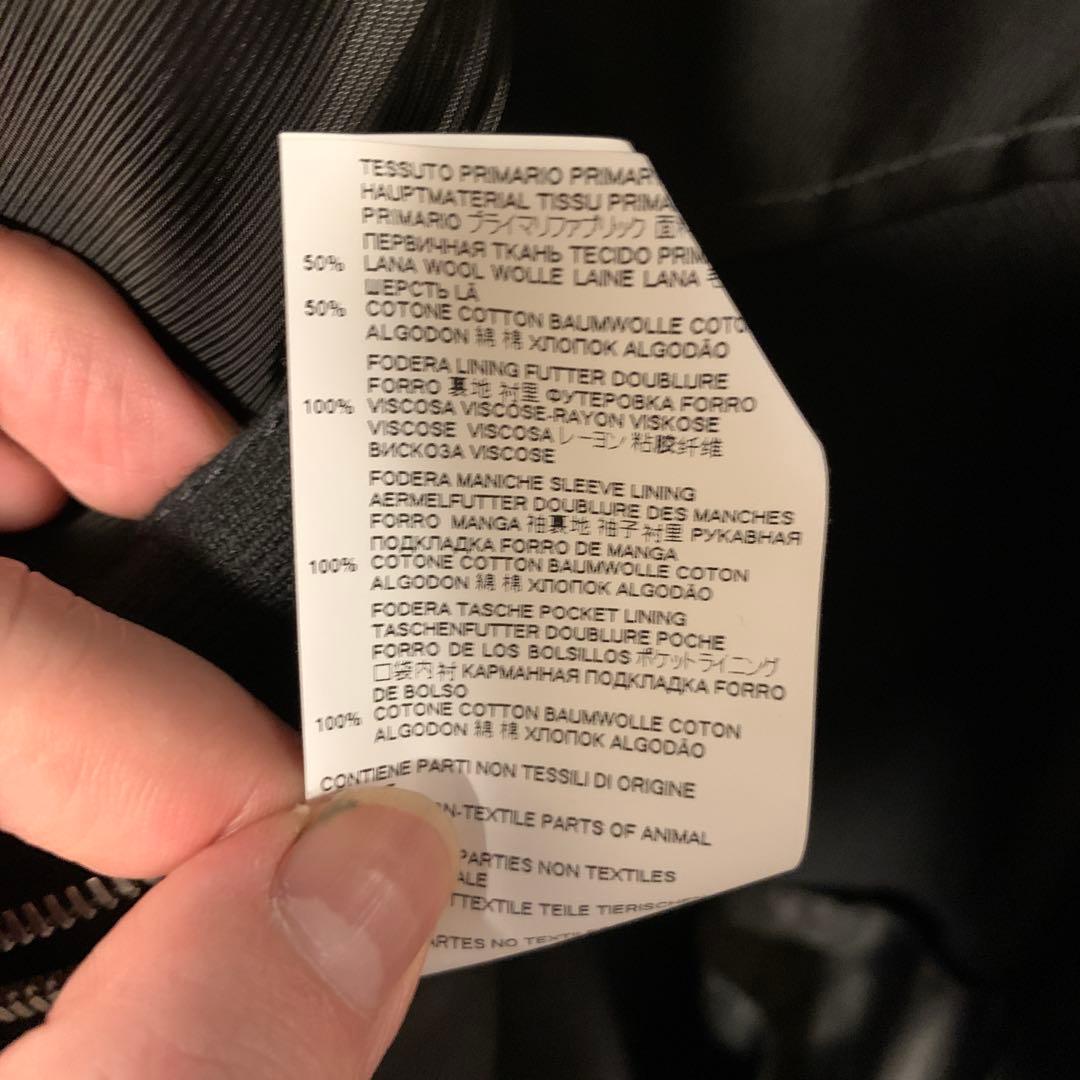 TESSUTO PRIMARIO
HAUPTMATERIAL TISSU
PRIMARIO プライマリファブリック
ПЕРВИЧНАЯ ТКАНЬ TECIDO
50% LANA WOOL WOLLE LAINE LANA
ШЕРСТЬ LÃ
50% COTONE COTTON BAUMWOLLE
ALGODON 綿 棉 ХЛОПОК ALGODÃO
FODERA LINING FUTTER DOUBLURE
FORRO 裏地 衬里 ФУТЕРОВКА FORRO
100% VISCOSA VISCOSE-RAYON VISKOSE
VISCOSE VISCOSA レーヨン 粘胶纤维
ВИСКОЗА VISCOSE
FODERA MANICHE SLEEVE LINING
AERMELFUTTER DOUBLURE DES MANCHES
FORRO MANGA 袖裏地 袖子衬里 РУКАВНАЯ
ПОДКЛАДКА FORRO DE MANGA
100% COTONE COTTON BAUMWOLLE COTON
ALGODON 綿 棉 ХЛОПОК ALGODÃO
FODERA TASCHE POCKET LINING
TASCHENFUTTER DOUBLURE POCHE
FORRO DE LOS BOLSILLOS ポケットライニング
口袋内衬 КАРМАННАЯ ПОДКЛАДКА FORRO
DE BOLSO
100% COTONE COTTON BAUMWOLLE COTON
ALGODON 綿 棉 ХЛОПОК ALGODÃO
CONTIENE PARTI NON TESSILI DI ORIGINE
N-TEXTILE PARTS OF ANIMAL
PARTIES NON TEXTILES
ALE
TTEXTILE TEILE
ARTES NO